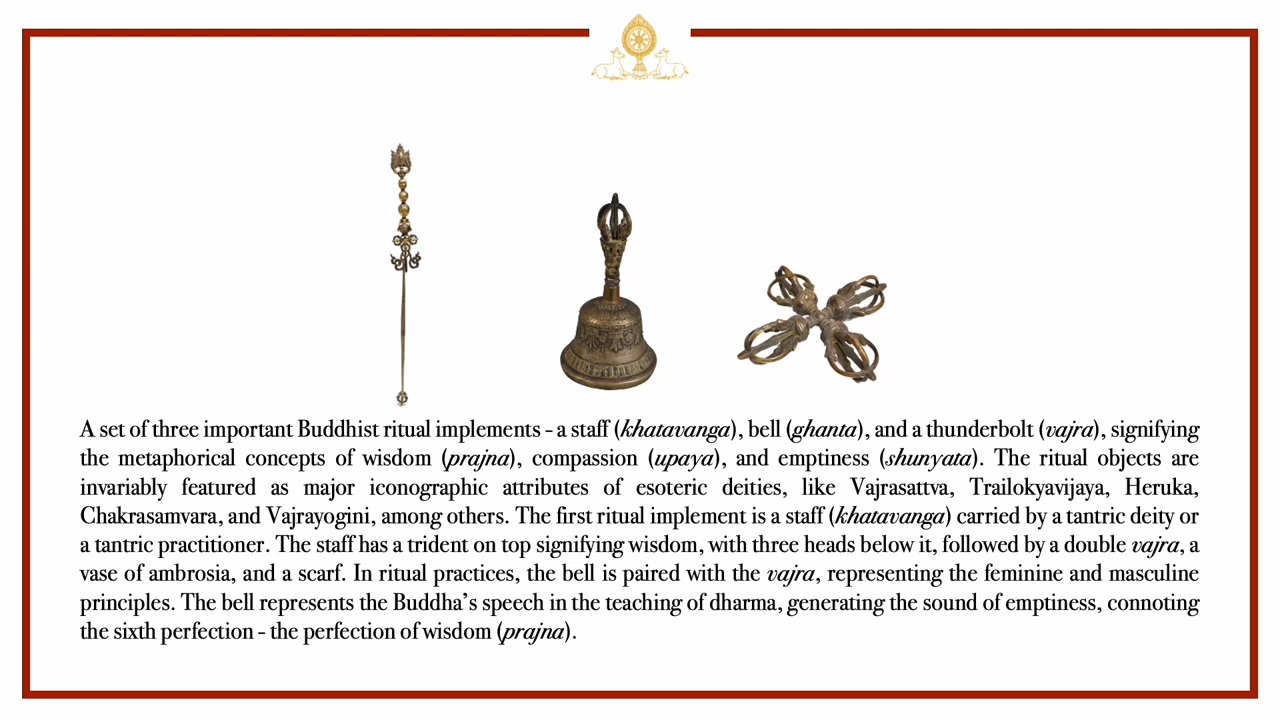 A set of three important Buddhist ritual implements - a staff (khatavanga), bell (ghanta), and a thunderbolt (vajra), signifying
the metaphorical concepts of wisdom (prajna), compassion (upaya), and emptiness (shunyata). The ritual objects are
invariably featured as major iconographic attributes of esoteric deities, like Vajrasattva, Trailokyavijaya, Heruka,
Chakrasamvara, and Vajrayogini, among others. The first ritual implement is a staff (khatavanga) carried by a tantric deity or
a tantric practitioner. The staff has a trident on top signifying wisdom, with three heads below it, followed by a double vajra, a
vase of ambrosia, and a scarf. In ritual practices, the bell is paired with the vajra, representing the feminine and masculine
principles. The bell represents the Buddha’s speech in the teaching of dharma, generating the sound of emptiness, connoting
the sixth perfection - the perfection of wisdom (prajna).